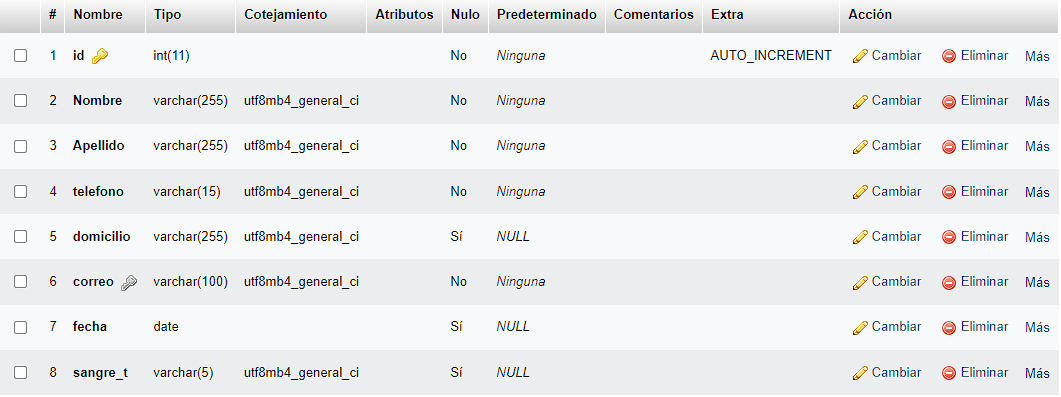 # Nombre Tipo Cotejamiento Atributos Nulo Predeterminado Comentarios Extra Acción
1 id int(11) No Ninguna AUTO_INCREMENT Cambiar Eliminar Más
2 Nombre varchar(255) utf8mb4_general_ci No Ninguna Cambiar Eliminar Más
3 Apellido varchar(255) utf8mb4_general_ci No Ninguna Cambiar Eliminar Más
4 telefono varchar(15) utf8mb4_general_ci No Ninguna Cambiar Eliminar Más
5 domicilio varchar(255) utf8mb4_general_ci Sí NULL Cambiar Eliminar Más
6 correo varchar(100) utf8mb4_general_ci No Ninguna Cambiar Eliminar Más
7 fecha date Sí NULL Cambiar Eliminar Más
8 sangre_t varchar(5) utf8mb4_general_ci Sí NULL Cambiar Eliminar Más